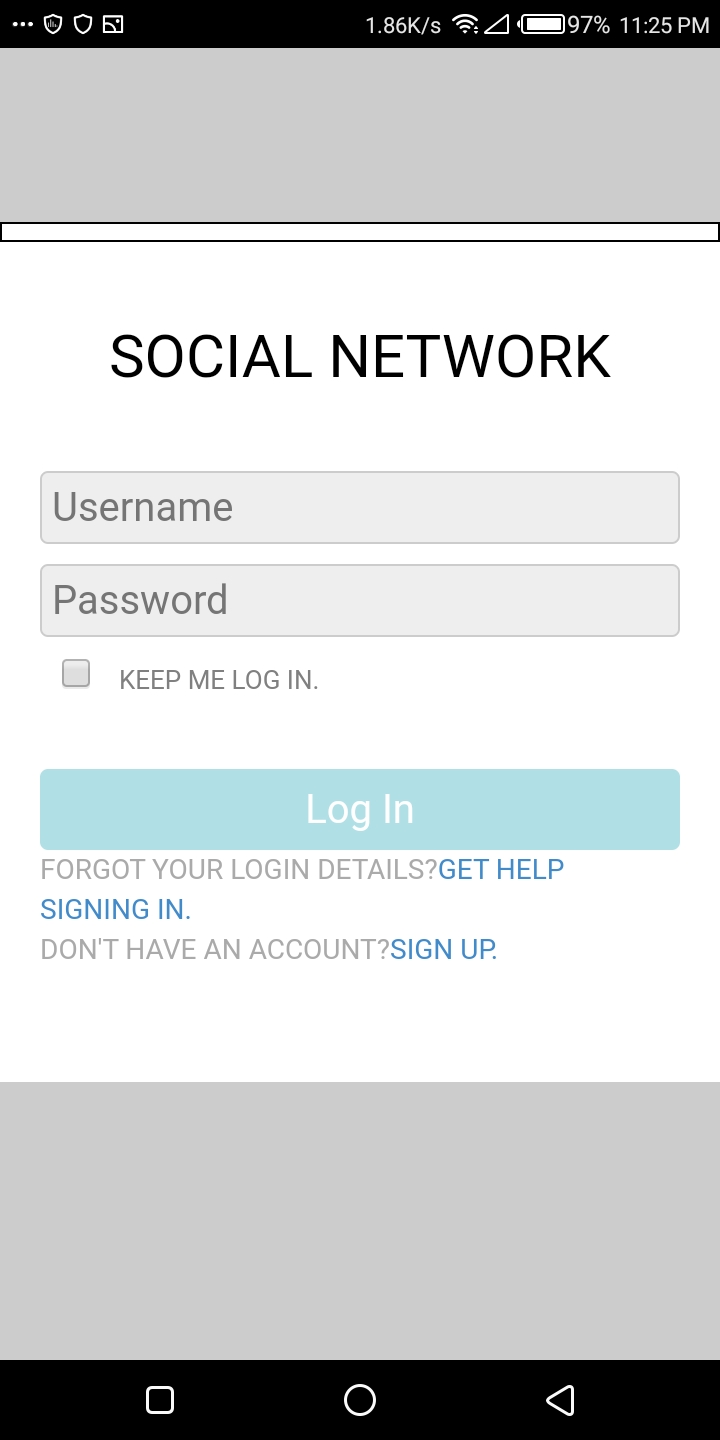 1.86K/s 97% 11:25 PM
SOCIAL NETWORK
Username
Password
KEEP ME LOG IN.
Log In
FORGOT YOUR LOGIN DETAILS?GET HELP
SIGNING IN.
DON'T HAVE AN ACCOUNT?SIGN UP.